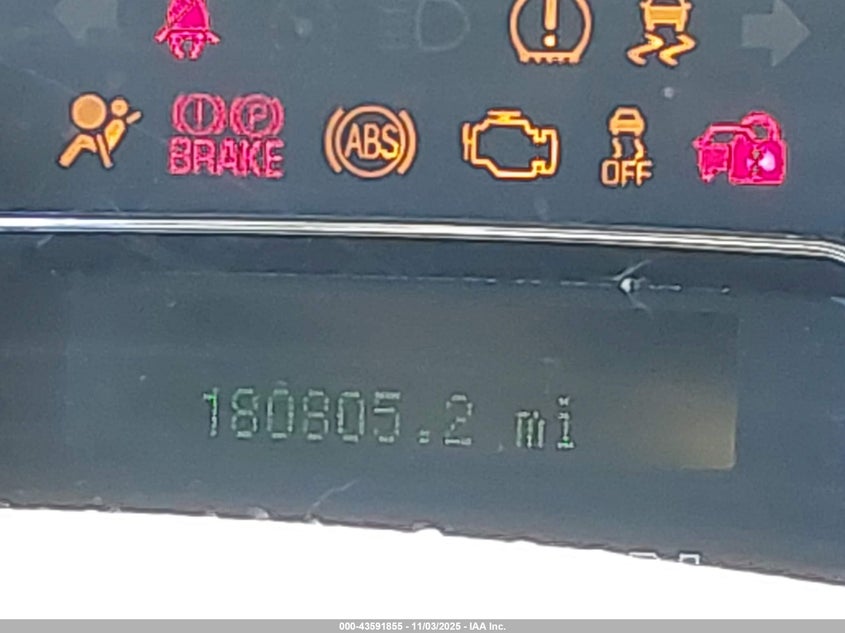 BRAKE
ABS
OFF
180805.2 mi
000-43591855 - 11/03/2025 - IAA Inc.